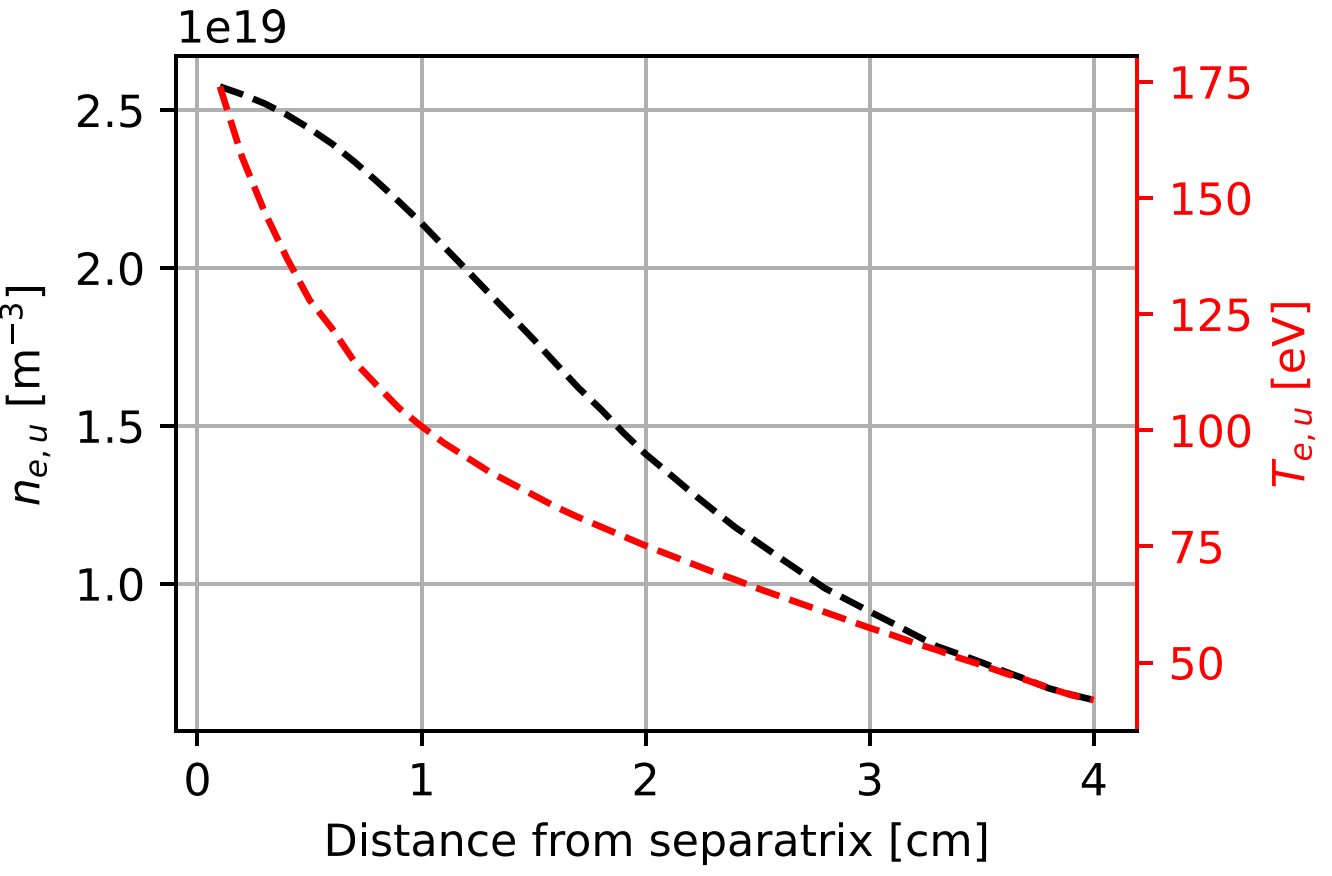 1e19
2.5
2.0
1.5
1.0
n_{e,u} [m^{−3}]
175
150
125
100
75
50
T_{e,u} [eV]
0 1 2 3 4
Distance from separatrix [cm]